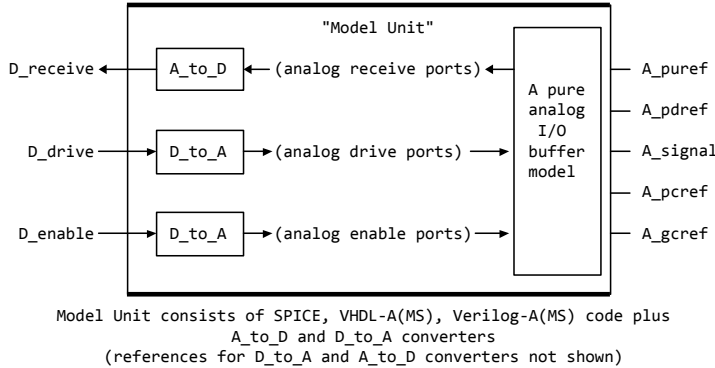 "Model Unit"
D_receive A_to_D (analog receive ports) A_puref
A pure
analog
I/O
buffer
model
A_pdref
D_drive D_to_A (analog drive ports) A_signal
A_pcref
D_enable D_to_A (analog enable ports) A_gcref
Model Unit consists of SPICE, VHDL-A(MS), Verilog-A(MS) code plus
A_to_D and D_to_A converters
(references for D_to_A and A_to_D converters not shown)